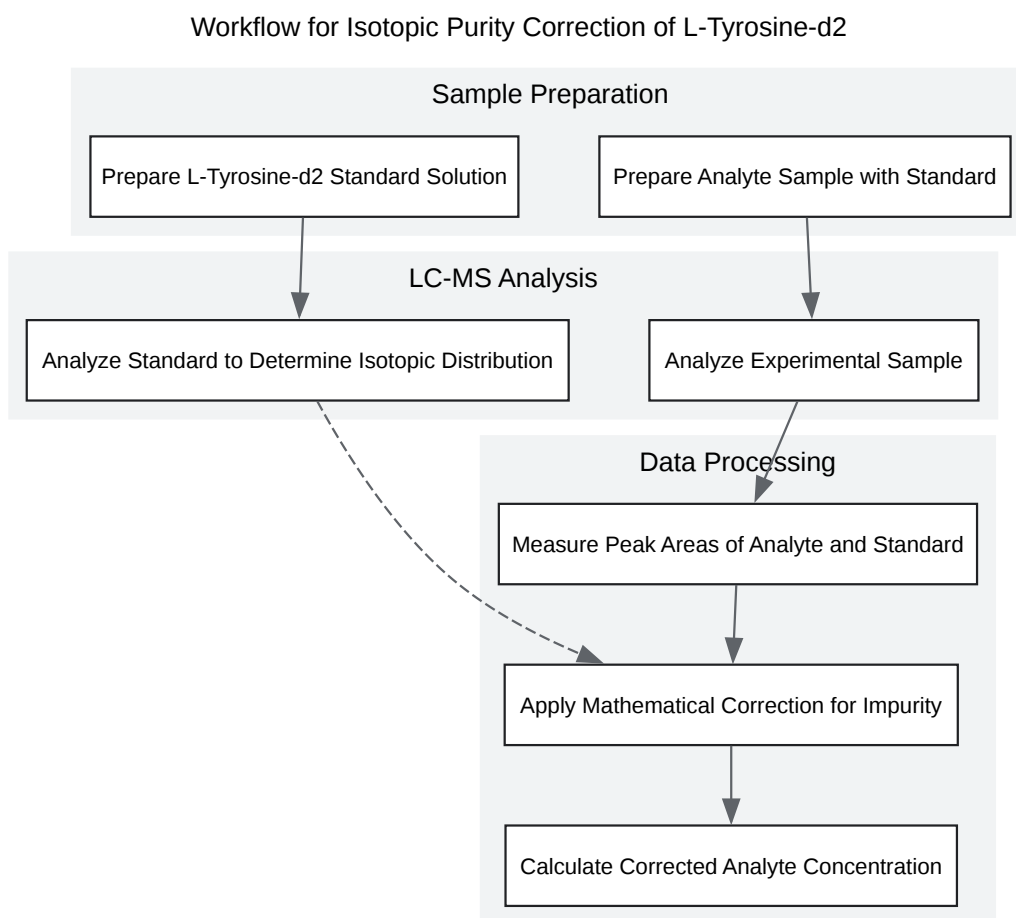 Workflow for Isotopic Purity Correction of L-Tyrosine-d2
Sample Preparation
Prepare L-Tyrosine-d2 Standard Solution
Prepare Analyte Sample with Standard
LC-MS Analysis
Analyze Standard to Determine Isotopic Distribution
Analyze Experimental Sample
Data Processing
Measure Peak Areas of Analyte and Standard
Apply Mathematical Correction for Impurity
Calculate Corrected Analyte Concentration